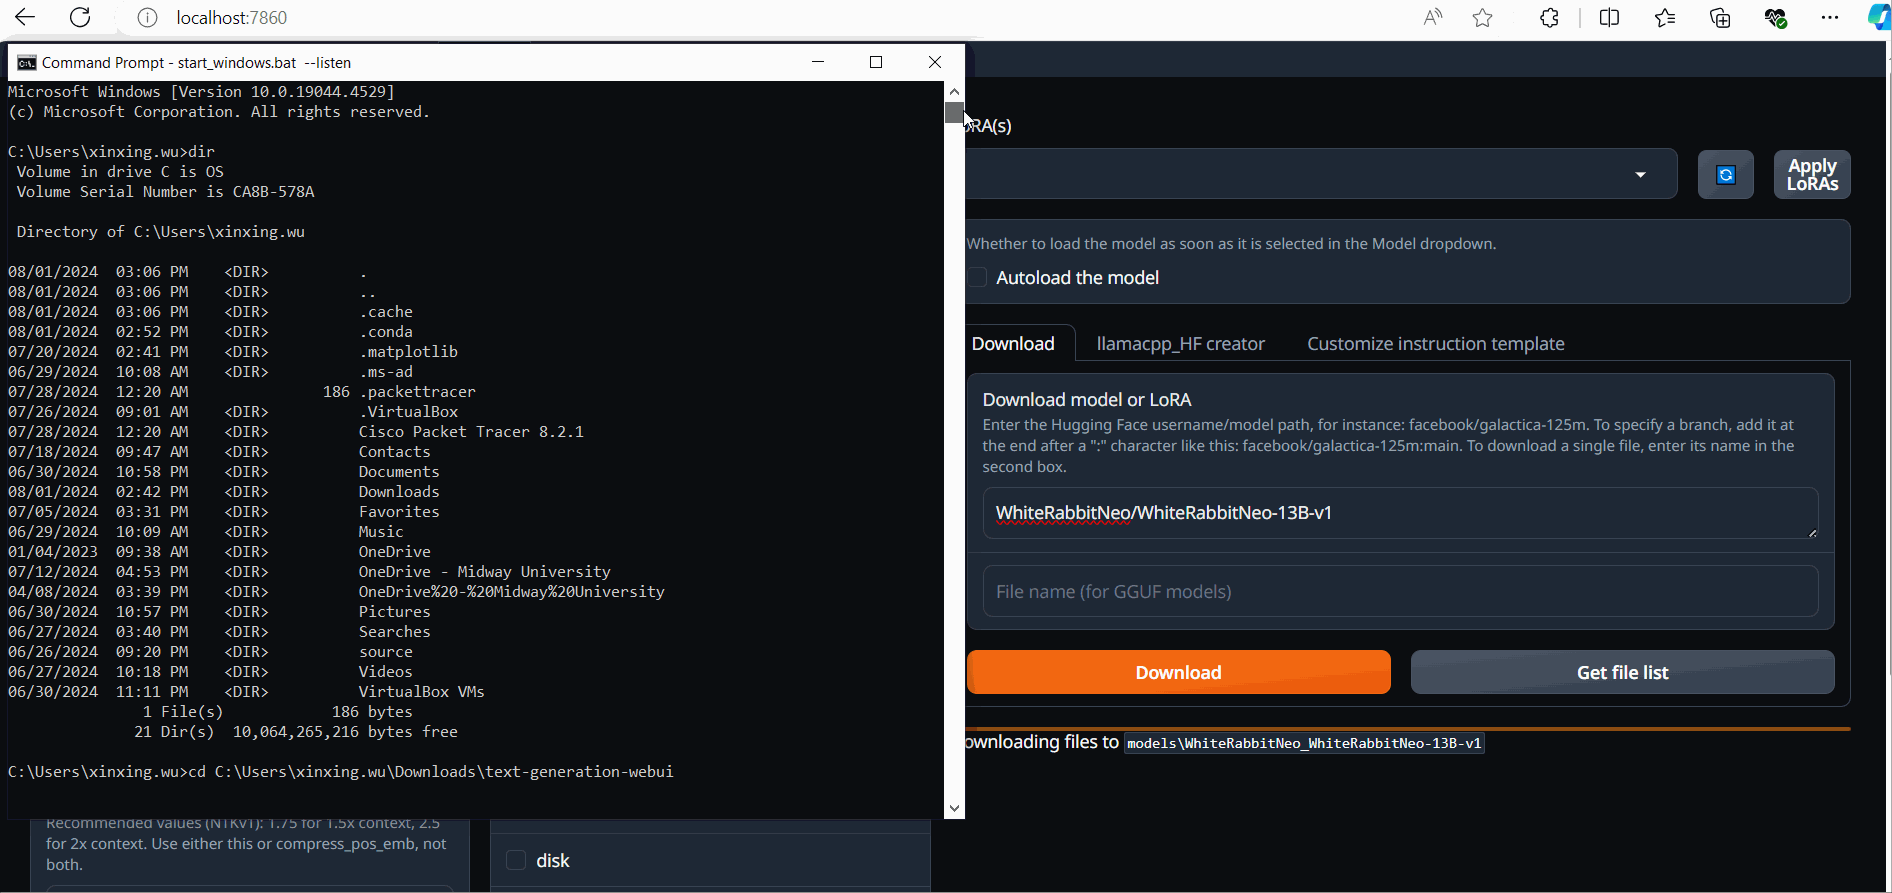 localhost:7860
Command Prompt - start_windows.bat --listen
Microsoft Windows [Version 10.0.19044.4529]
(c) Microsoft Corporation. All rights reserved.
C:\Users\xinxing.wu>dir
Volume in drive C is OS
Volume Serial Number is CA8B-578A
Directory of C:\Users\xinxing.wu
08/01/2024  03:06 PM    <DIR>          .
08/01/2024  03:06 PM    <DIR>          ..
08/01/2024  03:06 PM    <DIR>          .cache
08/01/2024  02:52 PM    <DIR>          .conda
07/20/2024  02:41 PM    <DIR>          .matplotlib
06/29/2024  10:08 AM    <DIR>          .ms-ad
07/28/2024  12:20 AM               186 .packettracer
07/26/2024  09:01 AM    <DIR>          .VirtualBox
07/28/2024  12:20 AM    <DIR>          Cisco Packet Tracer 8.2.1
07/18/2024  09:47 AM    <DIR>          Contacts
06/30/2024  10:58 PM    <DIR>          Documents
08/01/2024  02:42 PM    <DIR>          Downloads
07/05/2024  03:31 PM    <DIR>          Favorites
06/29/2024  10:09 AM    <DIR>          Music
01/04/2023  09:38 AM    <DIR>          OneDrive
07/12/2024  04:53 PM    <DIR>          OneDrive - Midway University
04/08/2024  03:39 PM    <DIR>          OneDrive%20-%20Midway%20University
06/30/2024  10:57 PM    <DIR>          Pictures
06/27/2024  03:40 PM    <DIR>          Searches
06/26/2024  09:20 PM    <DIR>          source
06/27/2024  10:18 PM    <DIR>          Videos
06/30/2024  11:11 PM    <DIR>          VirtualBox VMs
1 File(s)            186 bytes
21 Dir(s)  10,064,265,216 bytes free
C:\Users\xinxing.wu>cd C:\Users\xinxing.wu\Downloads\text-generation-webui
RA(s)
Apply
LoRAs
Whether to load the model as soon as it is selected in the Model dropdown.
Autoload the model
Download
llamacpp_HF creator
Customize instruction template
Download model or LoRA
Enter the Hugging Face username/model path, for instance: facebook/galactica-125m. To specify a branch, add it at
the end after a ":" character like this: facebook/galactica-125m:main. To download a single file, enter its name in the
second box.
WhiteRabbitNeo/WhiteRabbitNeo-13B-v1
File name (for GGUF models)
Download
Get file list
ownloading files to models\WhiteRabbitNeo_WhiteRabbitNeo-13B-v1
Recommended values (NTKv1): 1.75 for 1.5x context, 2.5
for 2x context. Use either this or compress_pos_emb, not
both.
disk